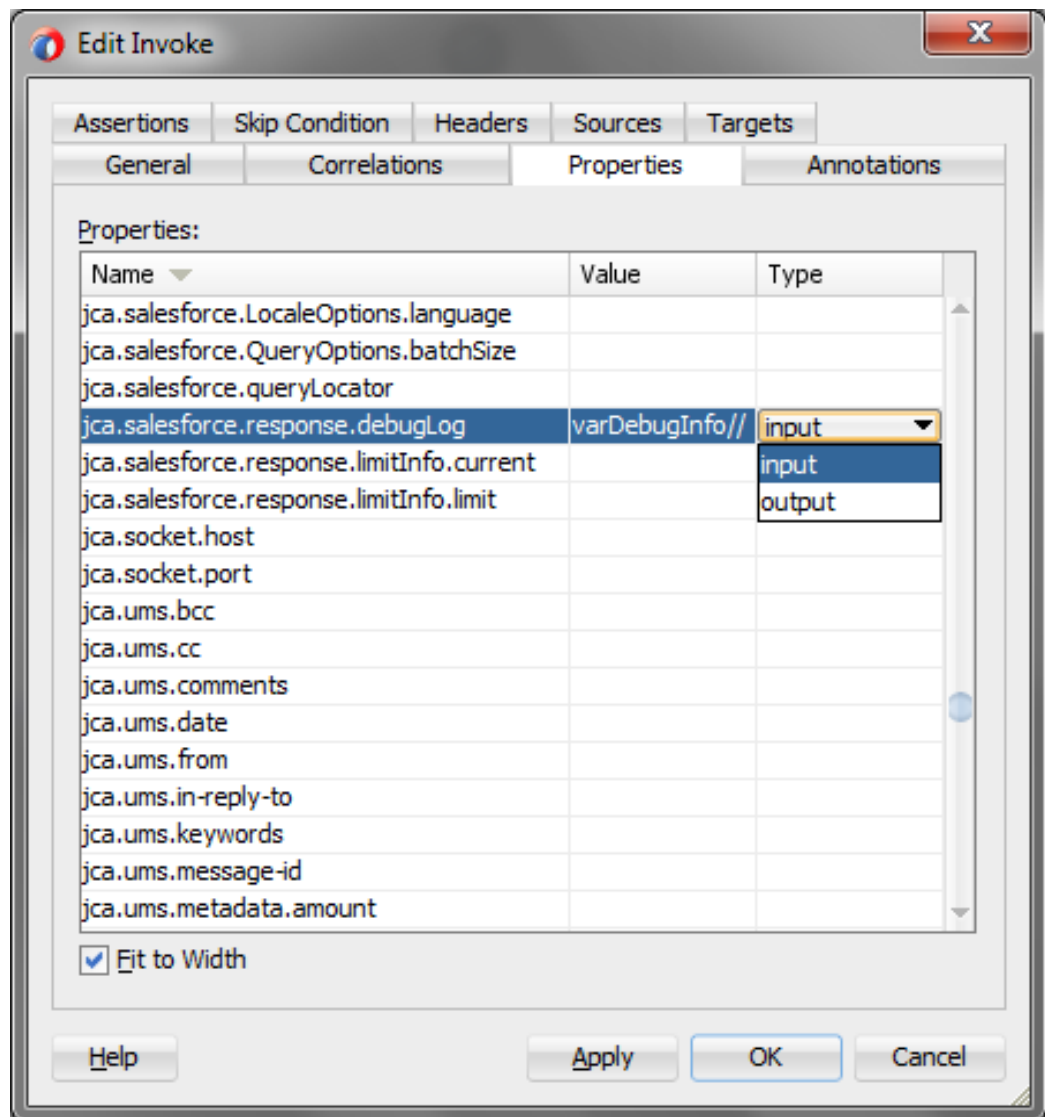 Edit Invoke
Assertions Skip Condition Headers Sources Targets
General Correlations Properties Annotations
Properties:
Name Value Type
jca.salesforce.LocaleOptions.language
jca.salesforce.QueryOptions.batchSize
jca.salesforce.queryLocator
jca.salesforce.response.debugLog varDebugInfo// input
jca.salesforce.response.limitInfo.current input
jca.salesforce.response.limitInfo.limit output
jca.socket.host
jca.socket.port
jca.ums.bcc
jca.ums.cc
jca.ums.comments
jca.ums.date
jca.ums.from
jca.ums.in-reply-to
jca.ums.keywords
jca.ums.message-id
jca.ums.metadata.amount
Fit to Width
Help Apply OK Cancel